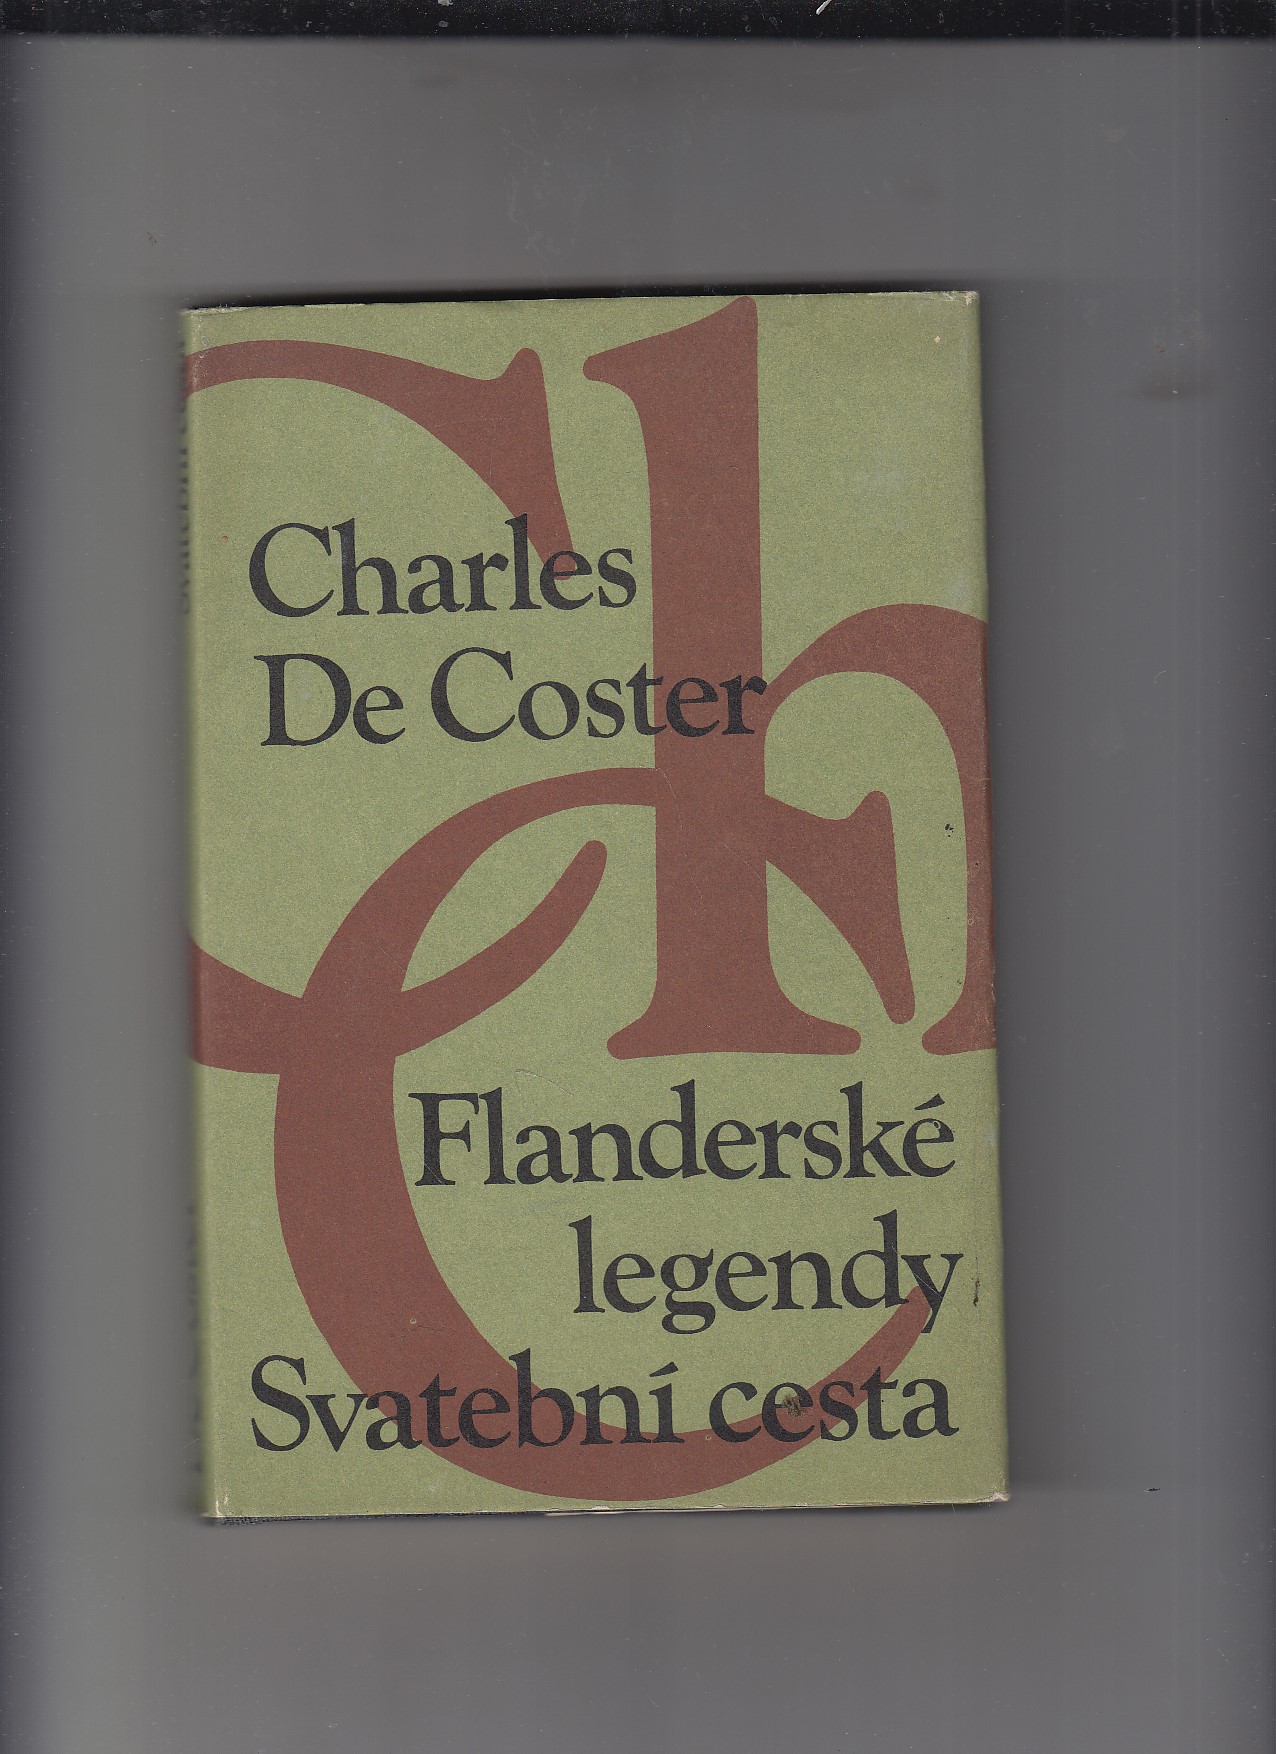 Charles
De Coster
Flanderské
legendy
Svatební cesta